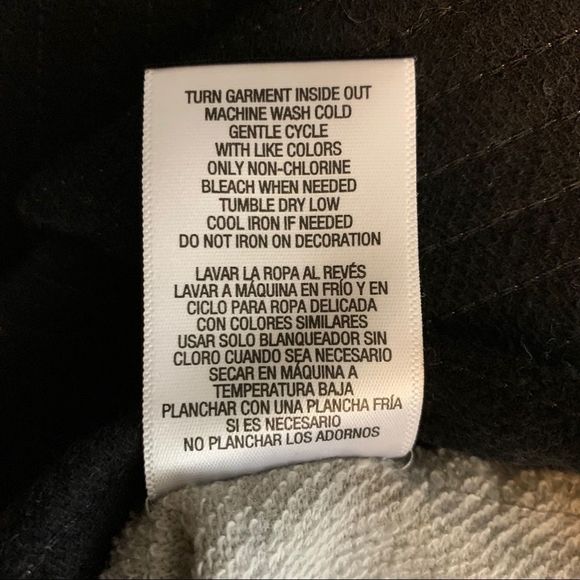 TURN GARMENT INSIDE OUT
MACHINE WASH COLD
GENTLE CYCLE
WITH LIKE COLORS
ONLY NON-CHLORINE
BLEACH WHEN NEEDED
TUMBLE DRY LOW
COOL IRON IF NEEDED
DO NOT IRON ON DECORATION
LAVAR LA ROPA AL REVÉS
LAVAR A MÁQUINA EN FRÍO Y EN
CICLO PARA ROPA DELICADA
CON COLORES SIMILARES
USAR SOLO BLANQUEADOR SIN
CLORO CUANDO SEA NECESARIO
SECAR EN MÁQUINA A
TEMPERATURA BAJA
PLANCHAR CON UNA PLANCHA FRÍA
SI ES NECESARIO
NO PLANCHAR LOS ADORNOS